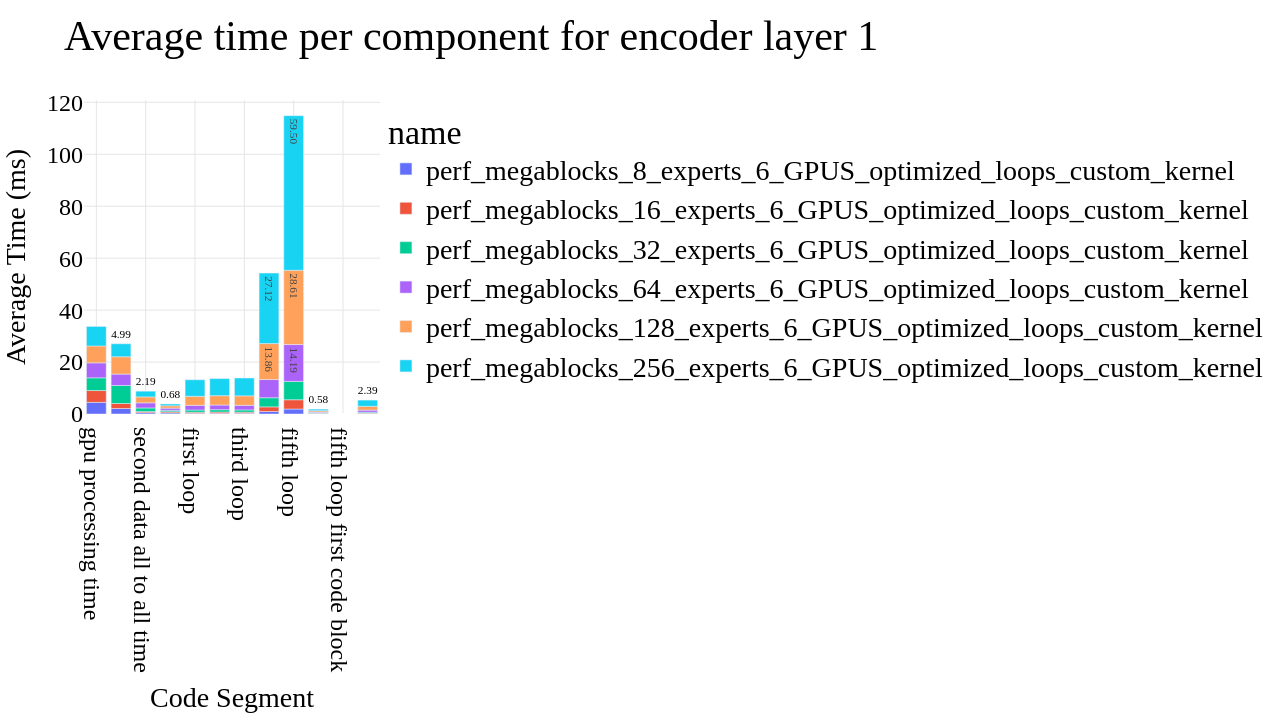 Average time per component for encoder layer 1
name
perf_megablocks_8_experts_6_GPUS_optimized_loops_custom_kernel
perf_megablocks_16_experts_6_GPUS_optimized_loops_custom_kernel
perf_megablocks_32_experts_6_GPUS_optimized_loops_custom_kernel
perf_megablocks_64_experts_6_GPUS_optimized_loops_custom_kernel
perf_megablocks_128_experts_6_GPUS_optimized_loops_custom_kernel
perf_megablocks_256_experts_6_GPUS_optimized_loops_custom_kernel
Average Time (ms)
120
100
80
60
40
20
0
4.99
2.19
0.68
27.12
13.86
59.50
28.61
14.19
0.58
2.39
gpu processing time
second data all to all time
first loop
third loop
fifth loop
fifth loop first code block
Code Segment